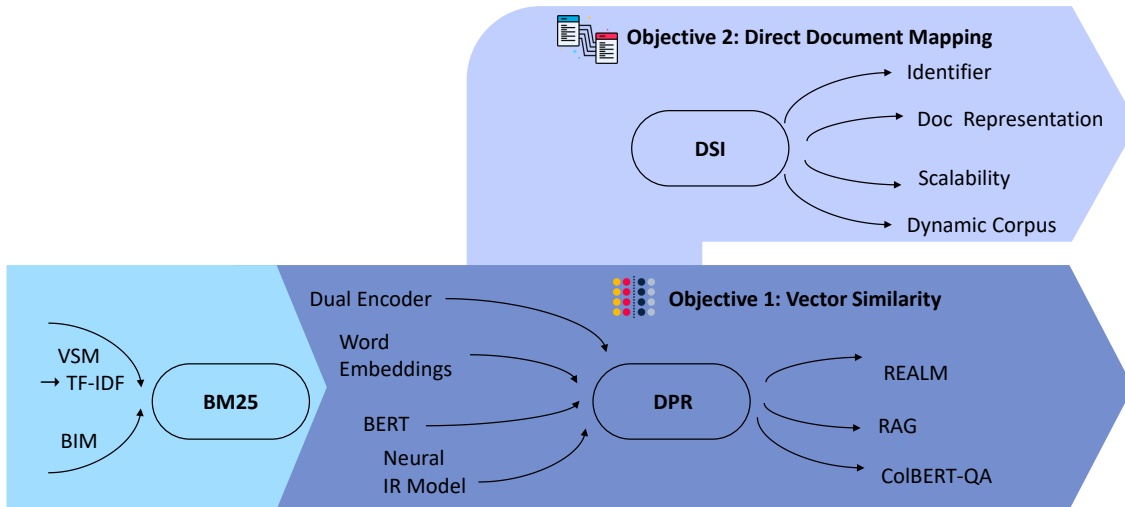 Objective 2: Direct Document Mapping
Identifier
Doc Representation
DSI
Scalability
Dynamic Corpus
Objective 1: Vector Similarity
Dual Encoder
Word
Embeddings
VSM
→ TF-IDF
REALM
BM25
DPR
BERT
RAG
BIM
Neural
IR Model
ColBERT-QA